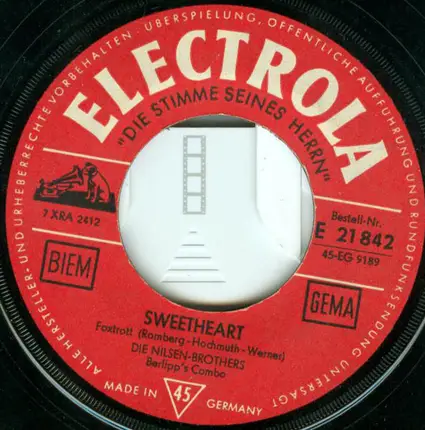 ALLE HERSTELLER- UND URHEBERRECHTE VORBEHALTEN · ÜBERSPIELUNG, ÖFFENTLICHE AUFFÜHRUNG UND RUNDFUNKSENDUNG UNTERSAGT
ELECTROLA
"DIE STIMME SEINES HERRN"
7 XRA 2412
Bestell-Nr.
E 21 842
45-EG 9189
BIEM
GEMA
SWEETHEART
Foxtrott (Romberg-Hochmuth-Werner)
DIE NILSEN-BROTHERS
Berlipp's Combo
MADE IN 45 GERMANY